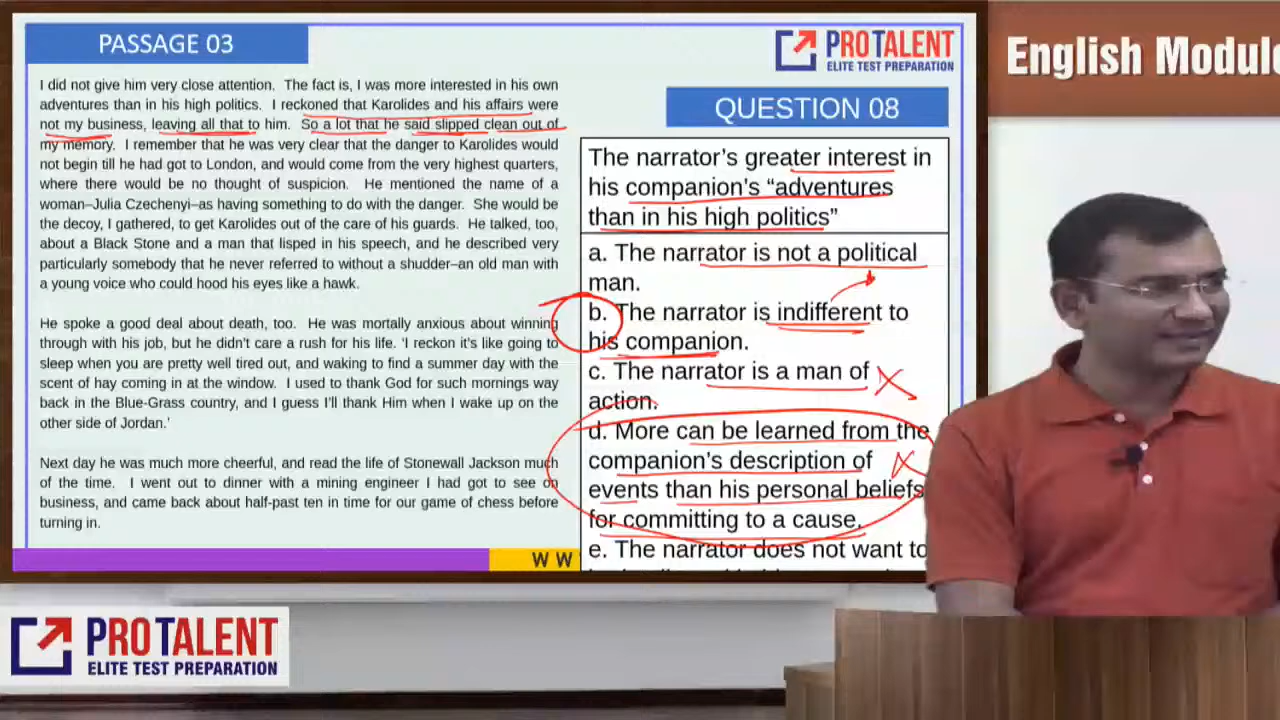 PASSAGE 03
I did not give him very close attention. The fact is, I was more interested in his own
adventures than in his high politics. I reckoned that Karolides and his affairs were
not my business, leaving all that to him. So a lot that he said slipped clean out of
my memory. I remember that he was very clear that the danger to Karolides would
not begin till he had got to London, and would come from the very highest quarters,
where there would be no thought of suspicion. He mentioned the name of a
woman–Julia Czechenyi–as having something to do with the danger. She would be
the decoy, I gathered, to get Karolides out of the care of his guards. He talked, too,
about a Black Stone and a man that lisped in his speech, and he described very
particularly somebody that he never referred to without a shudder–an old man with
a young voice who could hood his eyes like a hawk.
He spoke a good deal about death, too. He was mortally anxious about winning
through with his job, but he didn't care a rush for his life. 'I reckon it's like going to
sleep when you are pretty well tired out, and waking to find a summer day with the
scent of hay coming in at the window. I used to thank God for such mornings way
back in the Blue-Grass country, and I guess I'll thank Him when I wake up on the
other side of Jordan.'
Next day he was much more cheerful, and read the life of Stonewall Jackson much
of the time. I went out to dinner with a mining engineer I had got to see on
business, and came back about half-past ten in time for our game of chess before
turning in.
PROTALENT
ELITE TEST PREPARATION
QUESTION 08
The narrator's greater interest in
his companion's “adventures
than in his high politics”
a. The narrator is not a political
man.
b. The narrator is indifferent to
his companion.
c. The narrator is a man of
action.
d. More can be learned from the
companion's description of
events than his personal beliefs
for committing to a cause.
e. The narrator does not want to
W W
English Module
PROTALENT
ELITE TEST PREPARATION